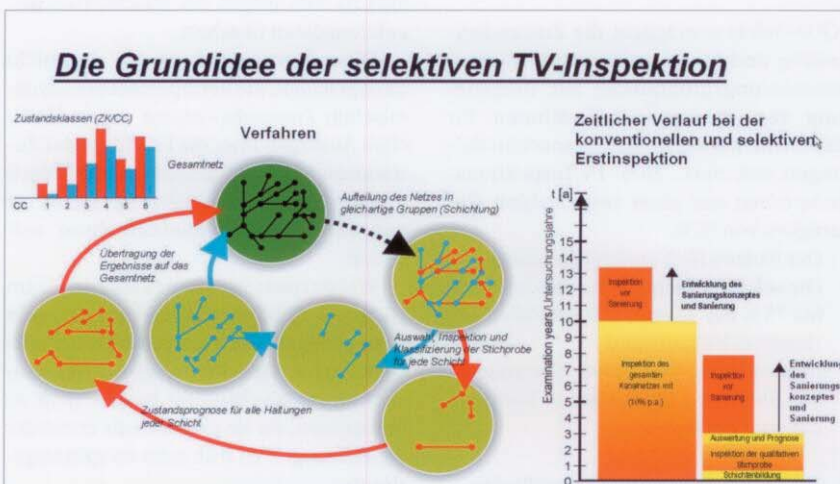 Die Grundidee der selektiven TV-Inspektion
Zustandsklassen (ZK/CC)
Gesamtnetz
CC 1 2 3 4 5 6
Verfahren
Aufteilung des Netzes in
gleichartige Gruppen (Schichtung)
Übertragung der
Ergebnisse auf das
Gesamtnetz
Auswahl, Inspektion und
Klassifizierung der Stichprobe
für jede Schicht
Zustandsprognose für alle Haltungen
jeder Schicht
Zeitlicher Verlauf bei der
konventionellen und selektiven
Erstinspektion
t [a]
Examination years/Untersuchungsjahre
15
14
13
12
11
10
9
8
7
6
5
4
3
2
1
0
Inspektion
vor
Sanierung
Entwicklung des
Sanierungskonzeptes
und Sanierung
Inspektion des
gesamten
Kanalnetzes mit
(10% p.a.)
Inspektion
vor
Sanierung
Entwicklung
des
Sanierungs
konzeptes
und
Sanierung
Auswertung und Prognose
Inspektion der qualitativen
Stichprobe
Schichtenbildung